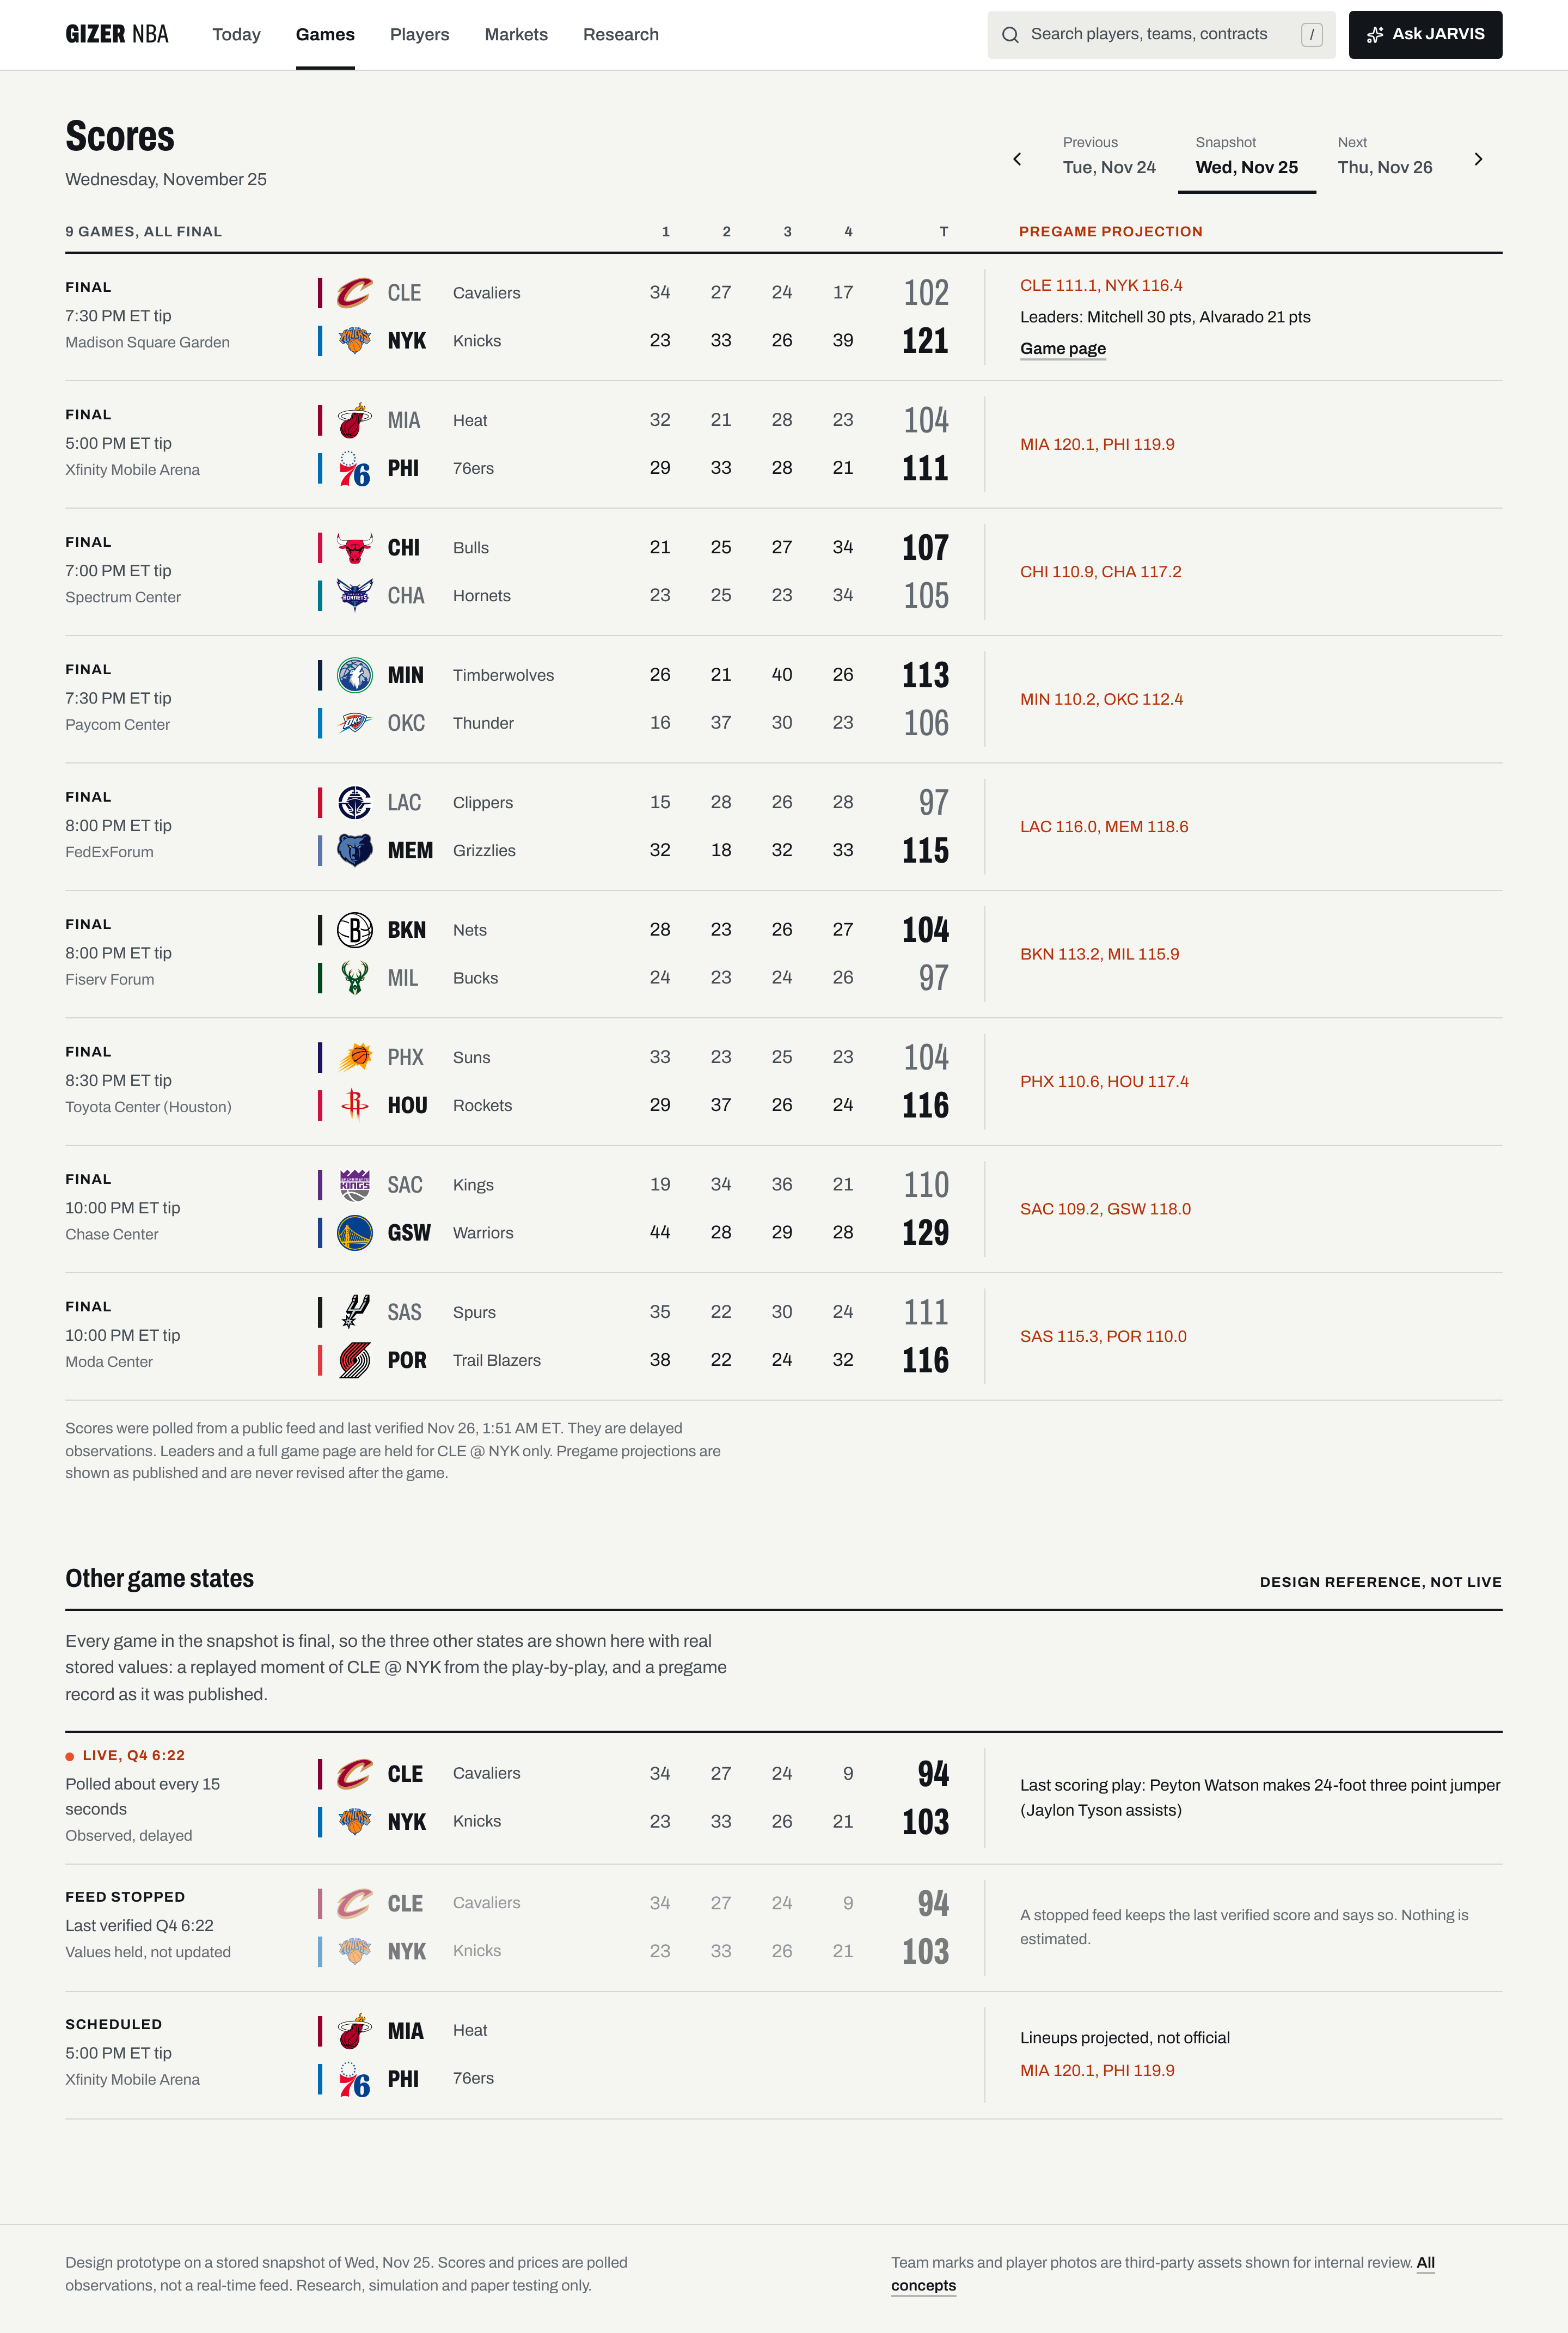 GIZER NBA Today Games Players Markets Research Search players, teams, contracts / Ask JARVIS
Scores
Wednesday, November 25
Previous Snapshot Next
Tue, Nov 24 Wed, Nov 25 Thu, Nov 26
9 GAMES, ALL FINAL 1 2 3 4 T PREGAME PROJECTION
FINAL
7:30 PM ET tip
Madison Square Garden
CLE Cavaliers 34 27 24 17 102
NYK Knicks 23 33 26 39 121
CLE 111.1, NYK 116.4
Leaders: Mitchell 30 pts, Alvarado 21 pts
Game page
FINAL
5:00 PM ET tip
Xfinity Mobile Arena
MIA Heat 32 21 28 23 104
76 PHI 76ers 29 33 28 21 111
MIA 120.1, PHI 119.9
FINAL
7:00 PM ET tip
Spectrum Center
CHI Bulls 21 25 27 34 107
HORNETS CHA Hornets 23 25 23 34 105
CHI 110.9, CHA 117.2
FINAL
7:30 PM ET tip
Paycom Center
MIN Timberwolves 26 21 40 26 113
OKC OKC Thunder 16 37 30 23 106
MIN 110.2, OKC 112.4
FINAL
8:00 PM ET tip
FedExForum
LAC Clippers 15 28 26 28 97
MEM Grizzlies 32 18 32 33 115
LAC 116.0, MEM 118.6
FINAL
8:00 PM ET tip
Fiserv Forum
B BKN Nets 28 23 26 27 104
MIL Bucks 24 23 24 26 97
BKN 113.2, MIL 115.9
FINAL
8:30 PM ET tip
Toyota Center (Houston)
PHX Suns 33 23 25 23 104
R HOU Rockets 29 37 26 24 116
PHX 110.6, HOU 117.4
FINAL
10:00 PM ET tip
Chase Center
KINGS SAC Kings 19 34 36 21 110
GSW Warriors 44 28 29 28 129
SAC 109.2, GSW 118.0
FINAL
10:00 PM ET tip
Moda Center
SAS Spurs 35 22 30 24 111
POR Trail Blazers 38 22 24 32 116
SAS 115.3, POR 110.0
Scores were polled from a public feed and last verified Nov 26, 1:51 AM ET. They are delayed
observations. Leaders and a full game page are held for CLE @ NYK only. Pregame projections are
shown as published and are never revised after the game.
Other game states DESIGN REFERENCE, NOT LIVE
Every game in the snapshot is final, so the three other states are shown here with real
stored values: a replayed moment of CLE @ NYK from the play-by-play, and a pregame
record as it was published.
LIVE, Q4 6:22
Polled about every 15
seconds
Observed, delayed
CLE Cavaliers 34 27 24 9 94
NYK Knicks 23 33 26 21 103
Last scoring play: Peyton Watson makes 24-foot three point jumper
(Jaylon Tyson assists)
FEED STOPPED
Last verified Q4 6:22
Values held, not updated
CLE Cavaliers 34 27 24 9 94
NYK Knicks 23 33 26 21 103
A stopped feed keeps the last verified score and says so. Nothing is
estimated.
SCHEDULED
5:00 PM ET tip
Xfinity Mobile Arena
MIA Heat
76 PHI 76ers
Lineups projected, not official
MIA 120.1, PHI 119.9
Design prototype on a stored snapshot of Wed, Nov 25. Scores and prices are polled
observations, not a real-time feed. Research, simulation and paper testing only.
Team marks and player photos are third-party assets shown for internal review. All
concepts